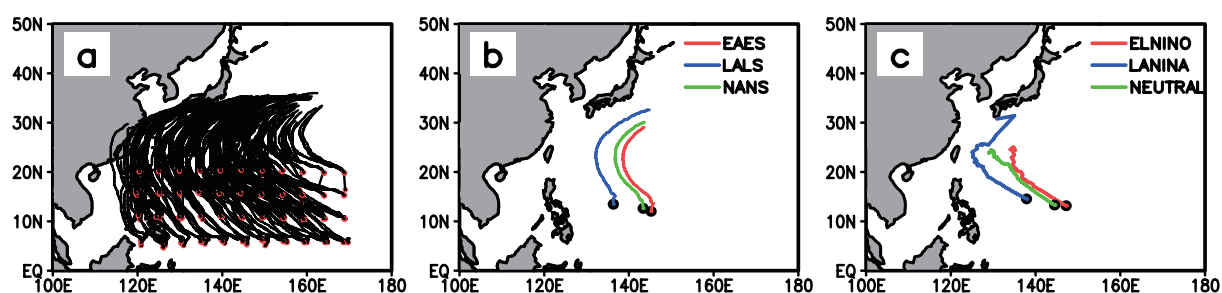 50N
40N
30N
20N
10N
EQ
100E 120E 140E 160E 180
a
50N
40N
30N
20N
10N
EQ
100E 120E 140E 160E 180
b
EAES
LALS
NANS
50N
40N
30N
20N
10N
EQ
100E 120E 140E 160E 180
c
ELNINO
LANINA
NEUTRAL